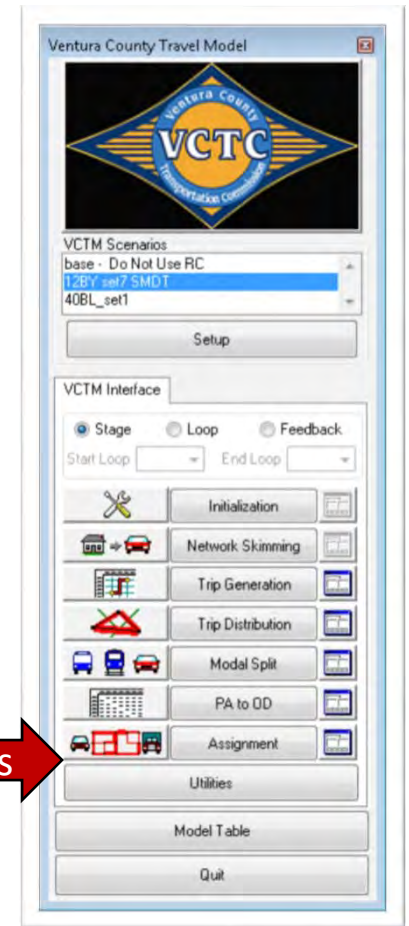 Ventura County Travel Model
Ventura County
VCTC
Transportation Commission
VCTM Scenarios
base - Do Not Use RC
12BY set7 SMDT
40BL_set1
Setup
VCTM Interface
Stage Loop Feedback
Start Loop End Loop
Initialization
Network Skimming
Trip Generation
Trip Distribution
Modal Split
PA to OD
Assignment
s
Utilities
Model Table
Quit